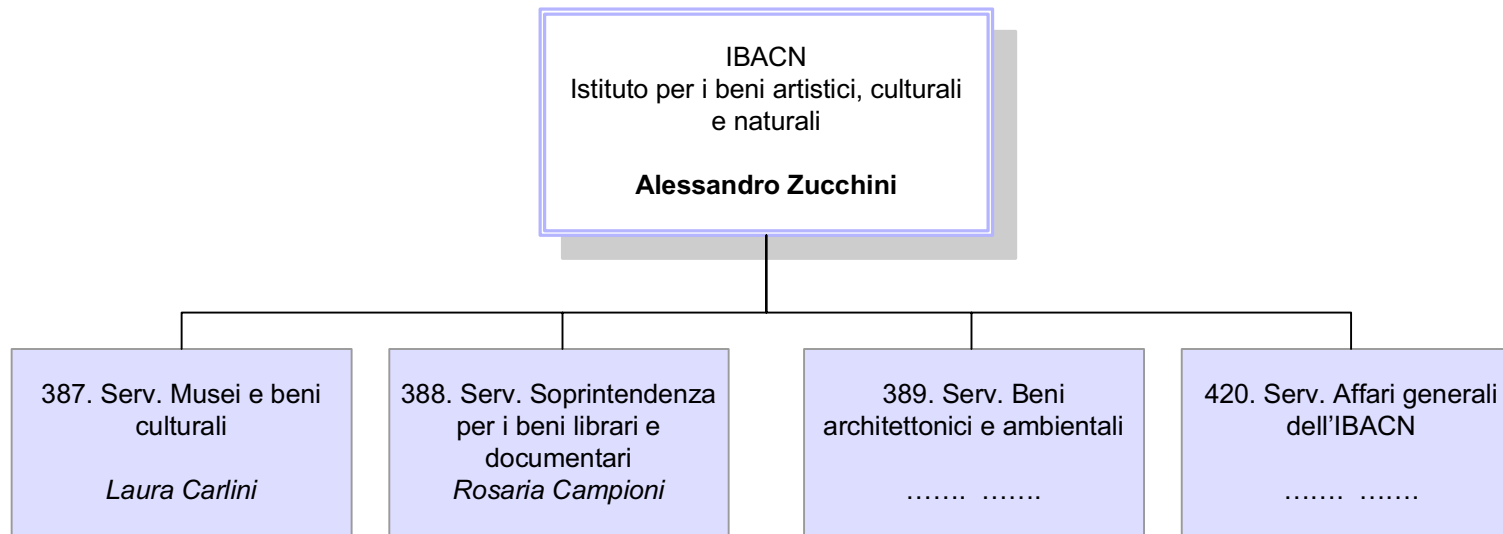 IBACN
Istituto per i beni artistici, culturali
e naturali
Alessandro Zucchini
387. Serv. Musei e beni
culturali
Laura Carlini
388. Serv. Soprintendenza
per i beni librari e
documentari
Rosaria Campioni
389. Serv. Beni
architettonici e ambientali
……. …….
420. Serv. Affari generali
dell’IBACN
……. …….